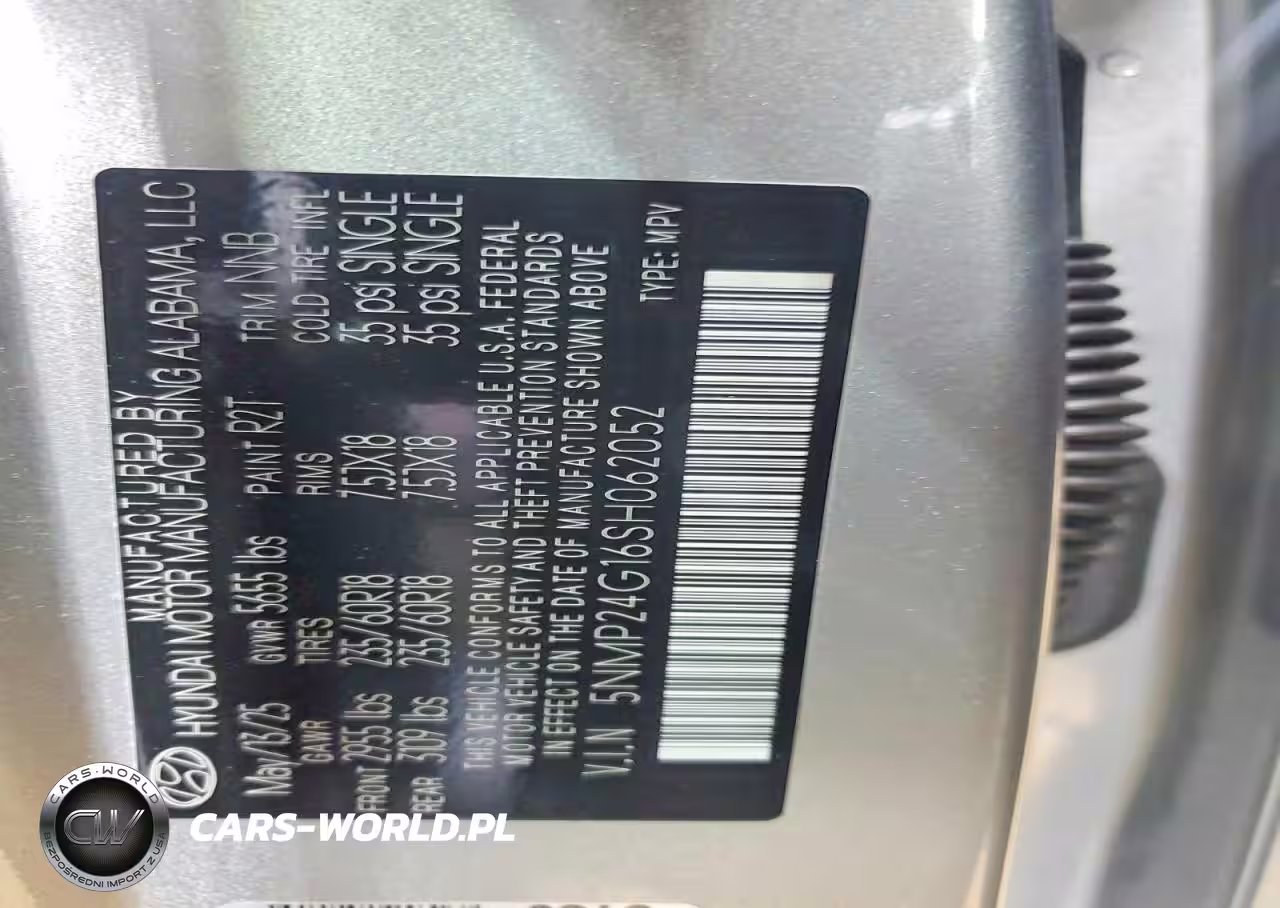 MANUFACTURED BY
HYUNDAI MOTOR MANUFACTURING ALABAMA, LLC
May/13/25 GVWR 5655 lbs PAINT R2T TRIM NNB
GAWR TIRES RIMS COLD TIRE INFL
FRONT 2955 lbs 235/60R18 7.5JX18 35 psi SINGLE
REAR 3109 lbs 235/60R18 7.5JX18 35 psi SINGLE
THIS VEHICLE CONFORMS TO ALL APPLICABLE U.S.A. FEDERAL
MOTOR VEHICLE SAFETY AND THEFT PREVENTION STANDARDS
IN EFFECT ON THE DATE OF MANUFACTURE SHOWN ABOVE
V.I.N 5NMP24G16SH062052
TYPE: MPV
CARS-WORLD
CW
BEZPOŚREDNI IMPORT Z USA
CARS-WORLD.PL